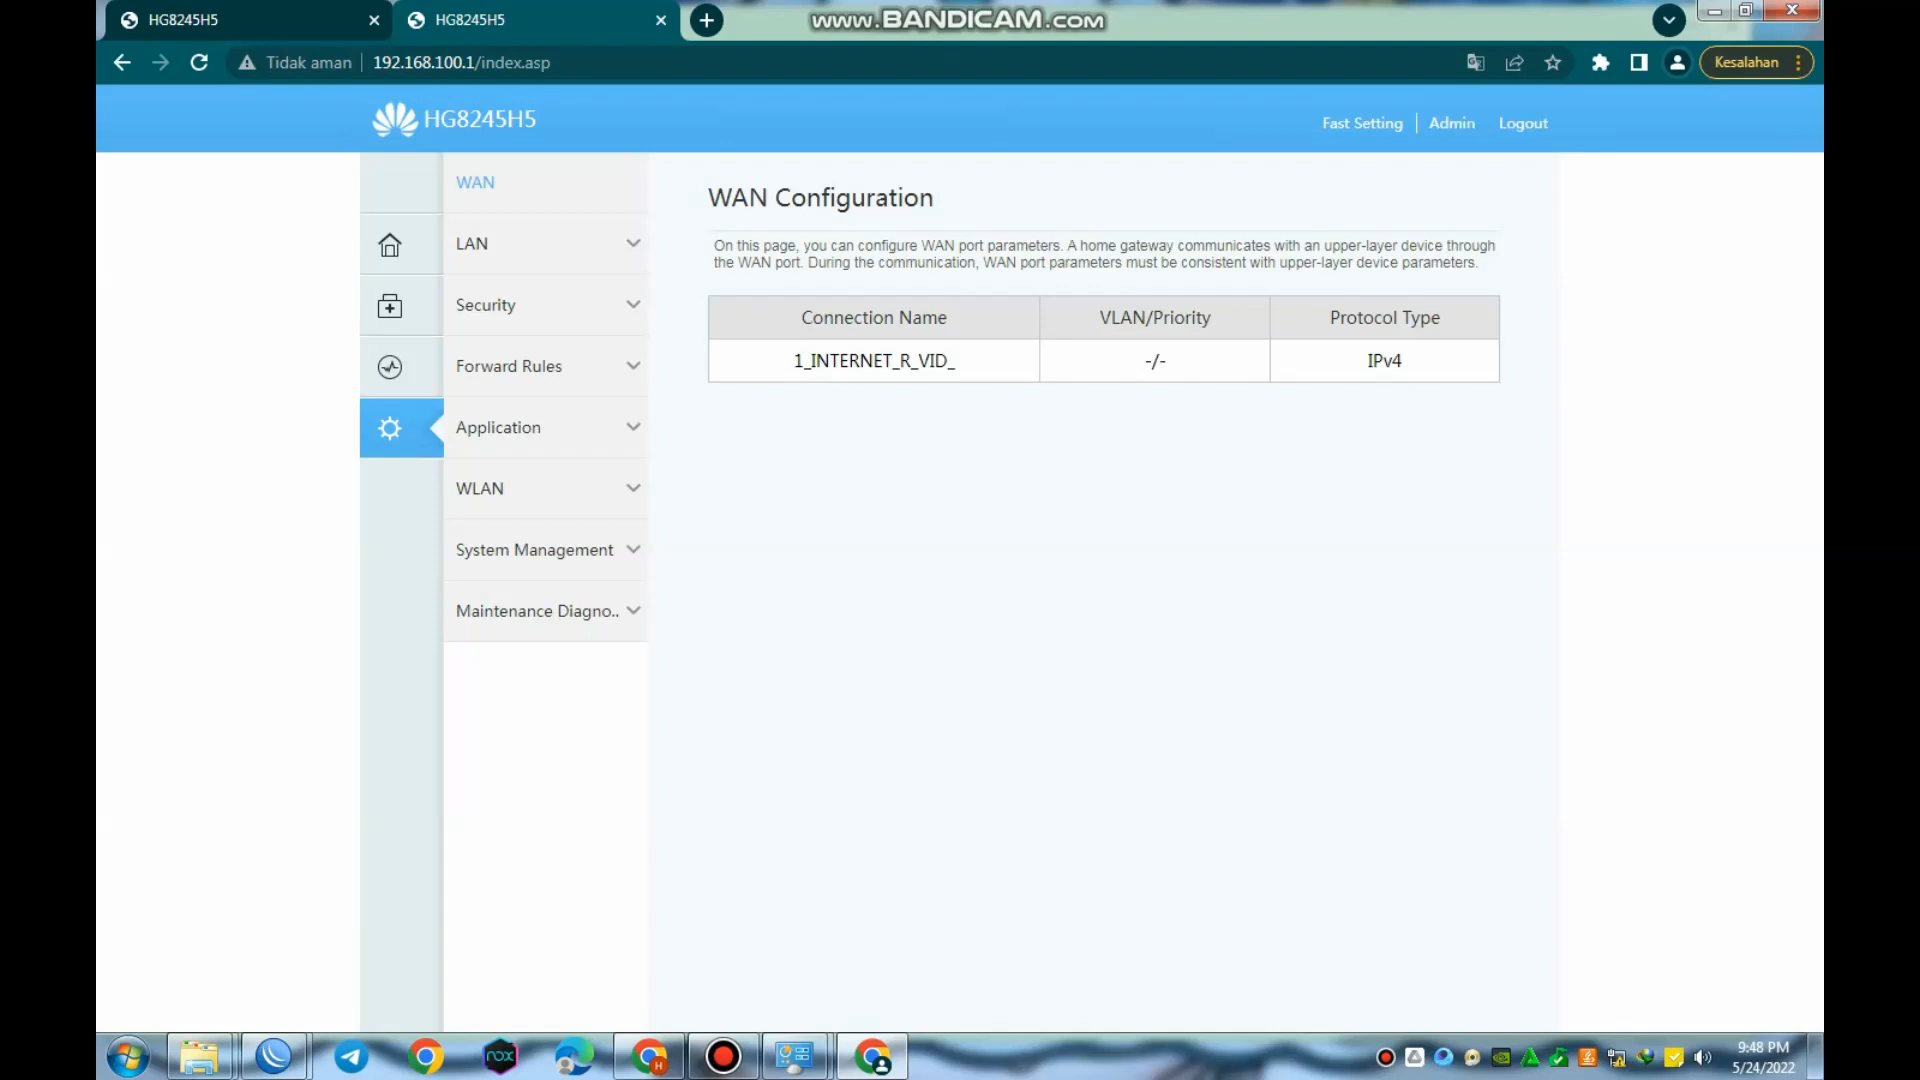 HG8245H5
HG8245H5
www.BANDICAM.com
Tidak aman
192.168.100.1/index.asp
Kesalahan
HG8245H5
Fast Setting
Admin
Logout
WAN
LAN
Security
Forward Rules
Application
WLAN
System Management
Maintenance Diagno..
WAN Configuration
On this page, you can configure WAN port parameters. A home gateway communicates with an upper-layer device through
the WAN port. During the communication, WAN port parameters must be consistent with upper-layer device parameters.
Connection Name VLAN/Priority Protocol Type
1_INTERNET_R_VID_ -/- IPv4
nox
H
9:48 PM
5/24/2022